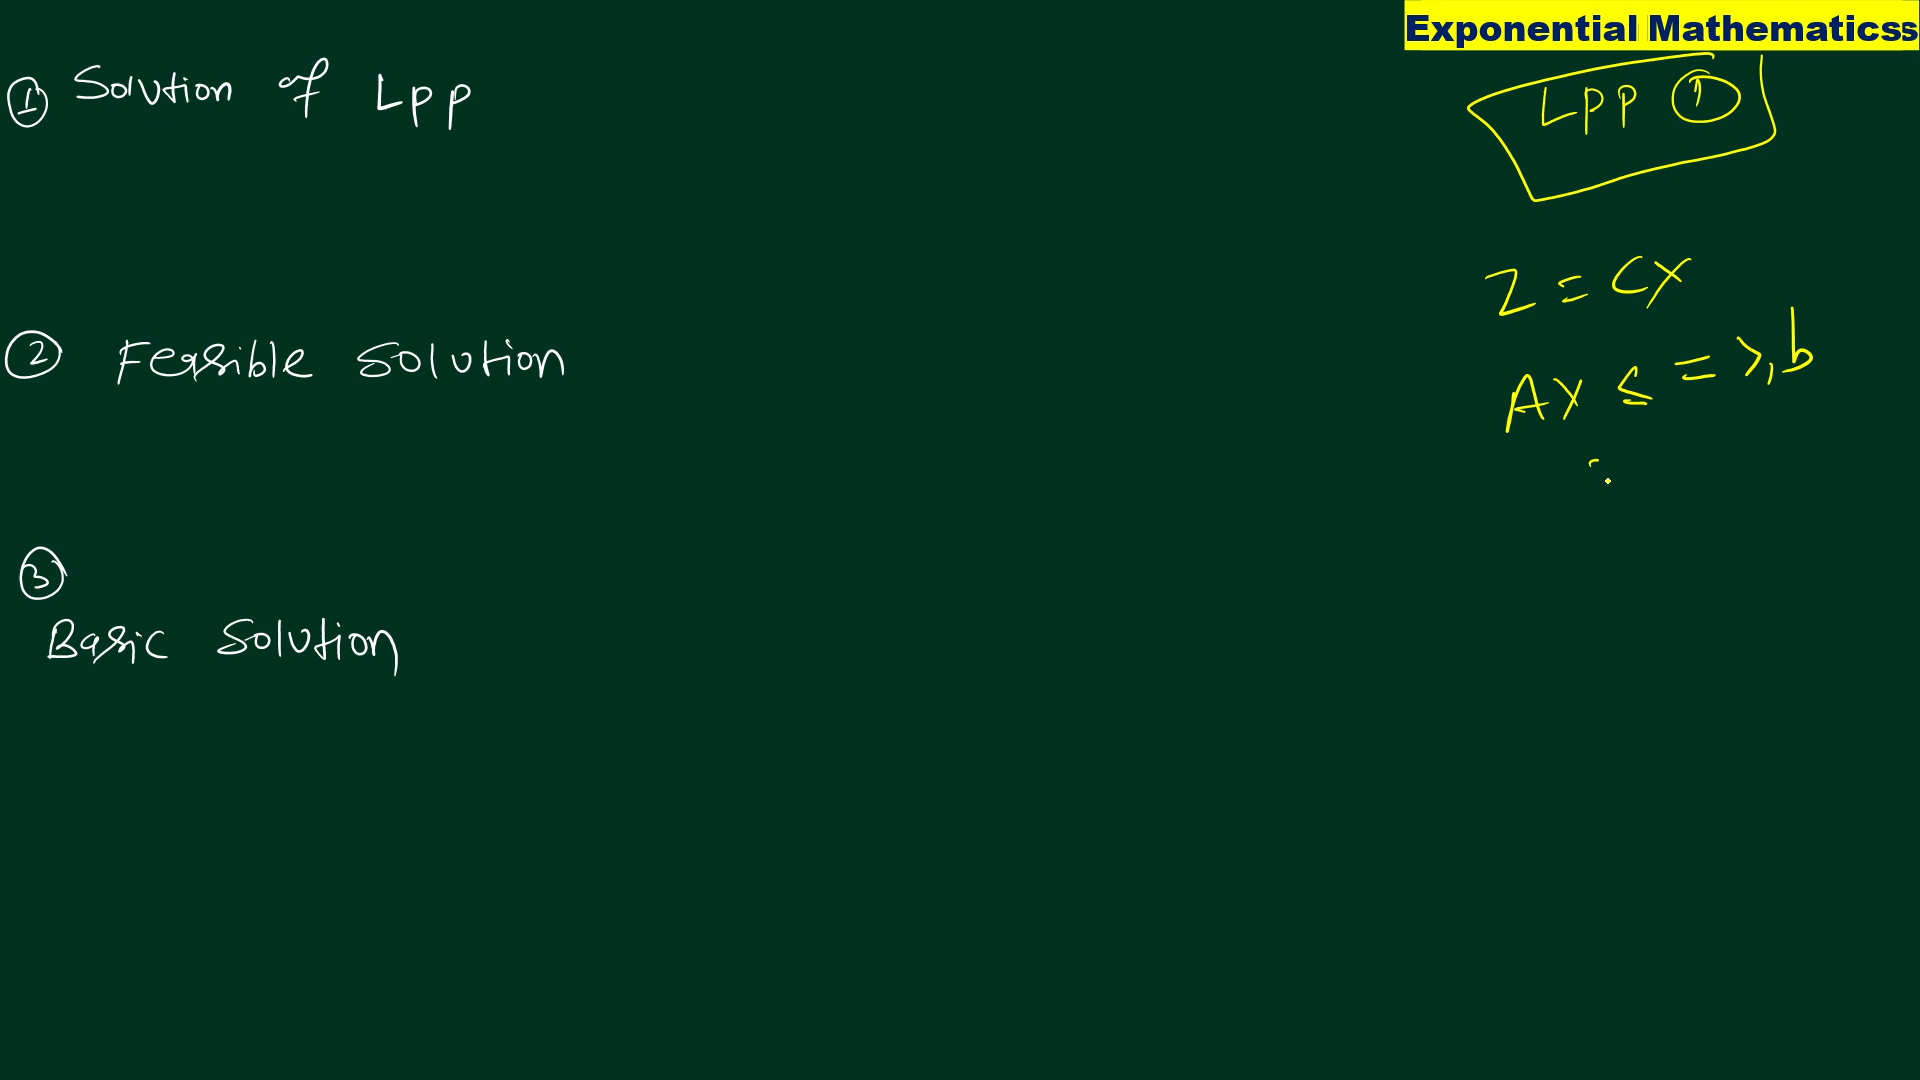 Exponential Mathematicss
① Solution of Lpp
Lpp ①
Z = CX
② Feasible Solution
AX ≤ = ≥ b
③
Basic Solution